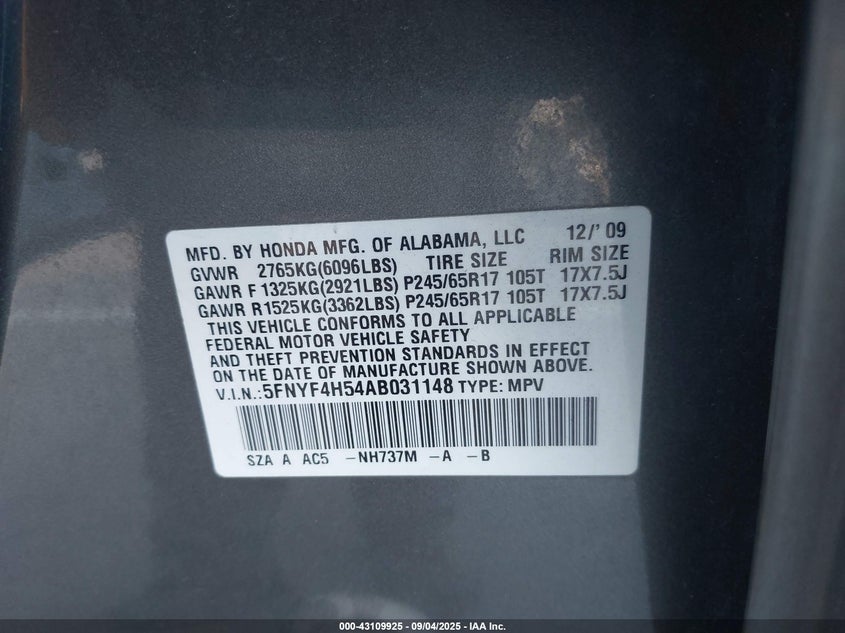 MFD. BY HONDA MFG. OF ALABAMA, LLC 12/' 09
GVWR 2765KG(6096LBS) TIRE SIZE RIM SIZE
GAWR F1325KG(2921LBS) P245/65R17 105T 17X7.5J
GAWR R1525KG(3362LBS) P245/65R17 105T 17X7.5J
THIS VEHICLE CONFORMS TO ALL APPLICABLE
FEDERAL MOTOR VEHICLE SAFETY
AND THEFT PREVENTION STANDARDS IN EFFECT
ON THE DATE OF MANUFACTURE SHOWN ABOVE.
V.I.N.:5FNYF4H54AB031148 TYPE: MPV
SZA A AC5 -NH737M -A -B
000-43109925 - 09/04/2025 - IAA Inc.